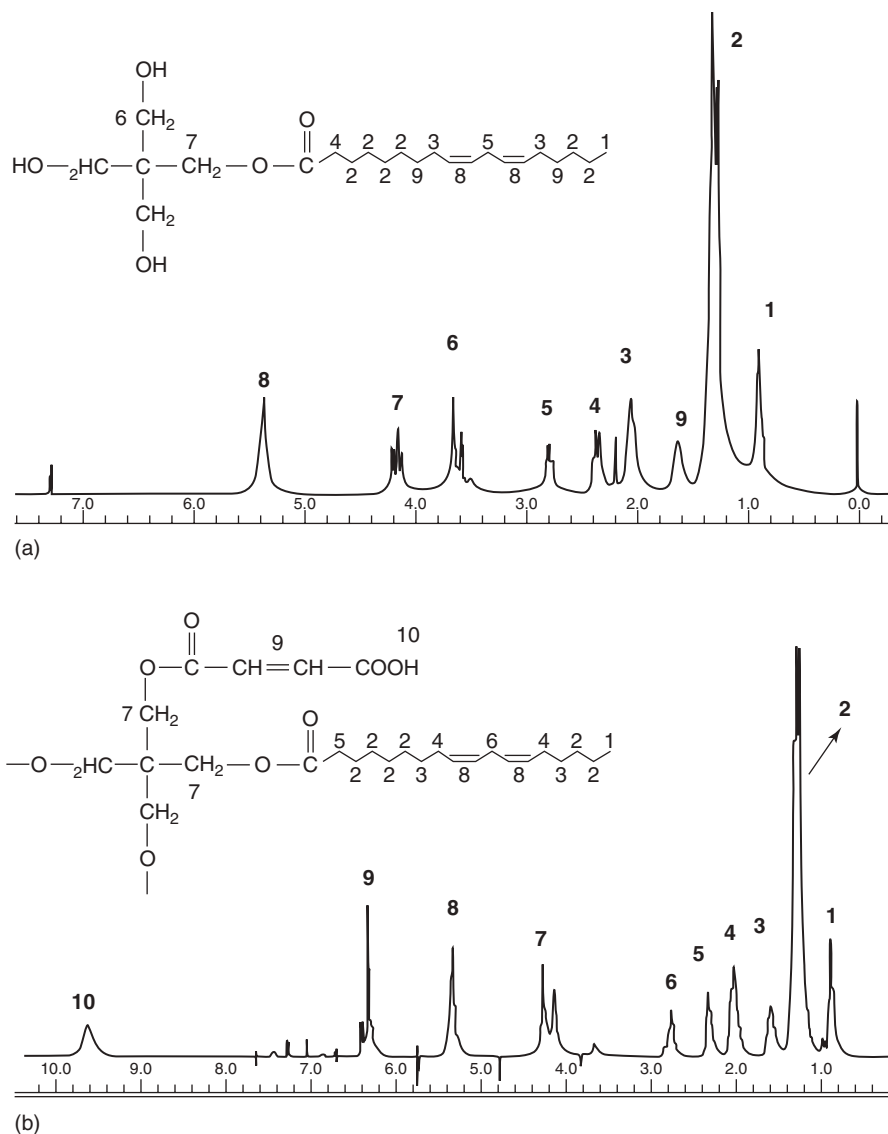 2
OH
6 CH2 7 O 4 2 2 3 5 3 2 1
HO 2HC C CH2 O C 2 2 9 8 8 9 2
CH2
OH
1
6
3
8
7
5 4 9
7.0 6.0 5.0 4.0 3.0 2.0 1.0 0.0
(a)
O 9 10
O C CH CH COOH
7 CH2 O 5 2 2 4 6 4 2 1
2
O 2HC C CH2 O C 2 2 3 8 8 3 2
7
CH2
O
9
8
7
5 4 3 1
6
10
10.0 9.0 8.0 7.0 6.0 5.0 4.0 3.0 2.0 1.0
(b)